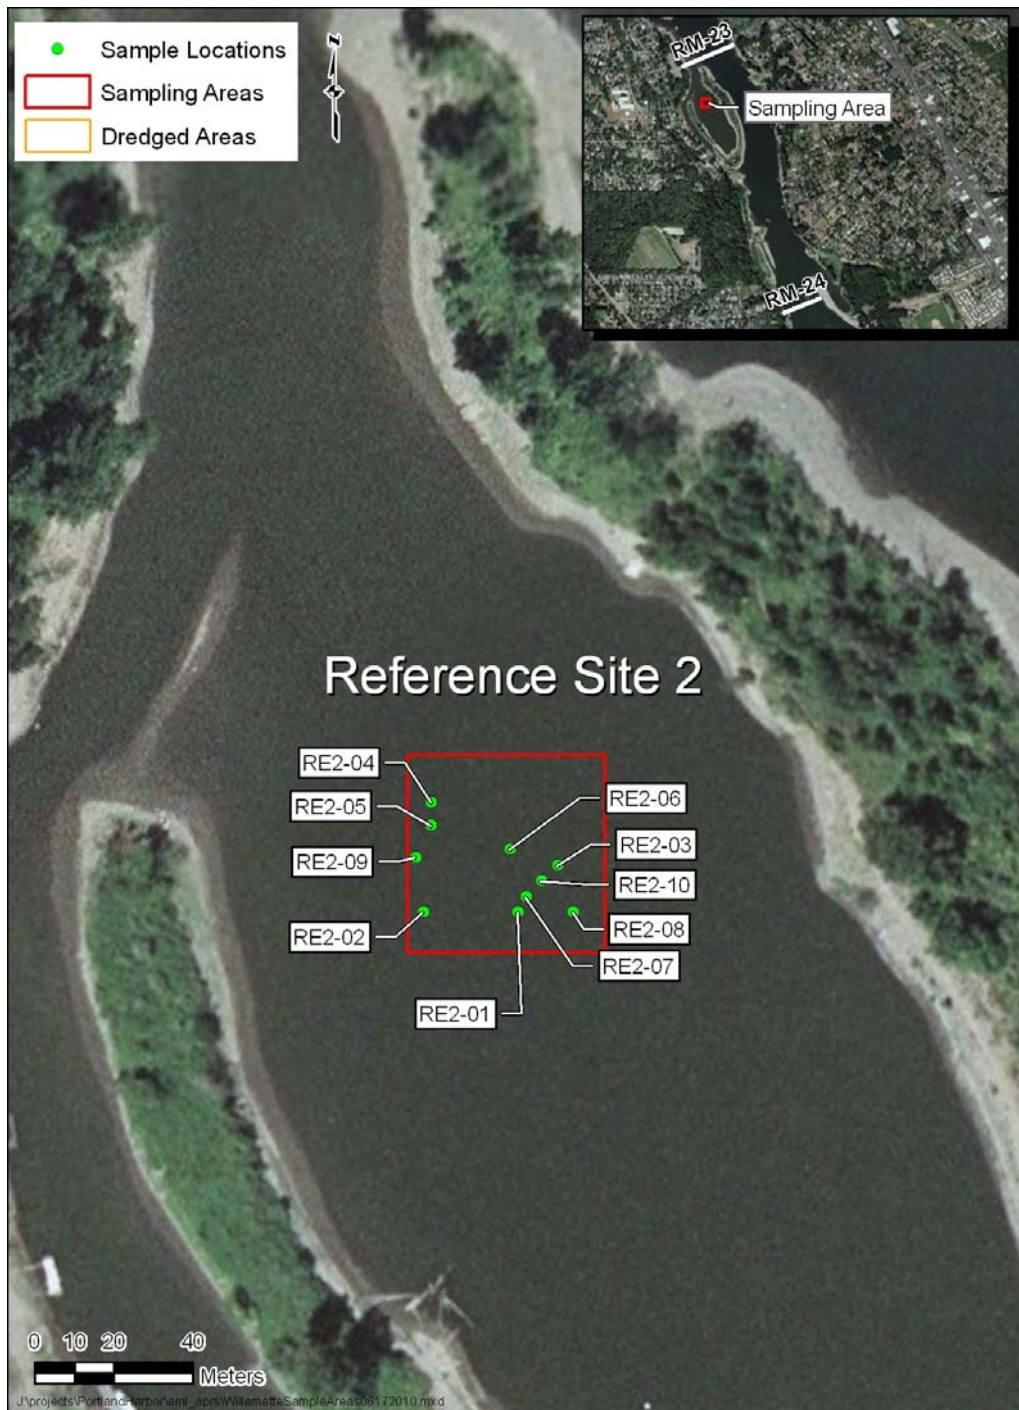 Sample Locations
Sampling Areas
Dredged Areas
N
RM-23
Sampling Area
RM-24
Reference Site 2
RE2-04
RE2-05
RE2-09
RE2-02
RE2-06
RE2-03
RE2-10
RE2-08
RE2-07
RE2-01
0 10 20 40
Meters